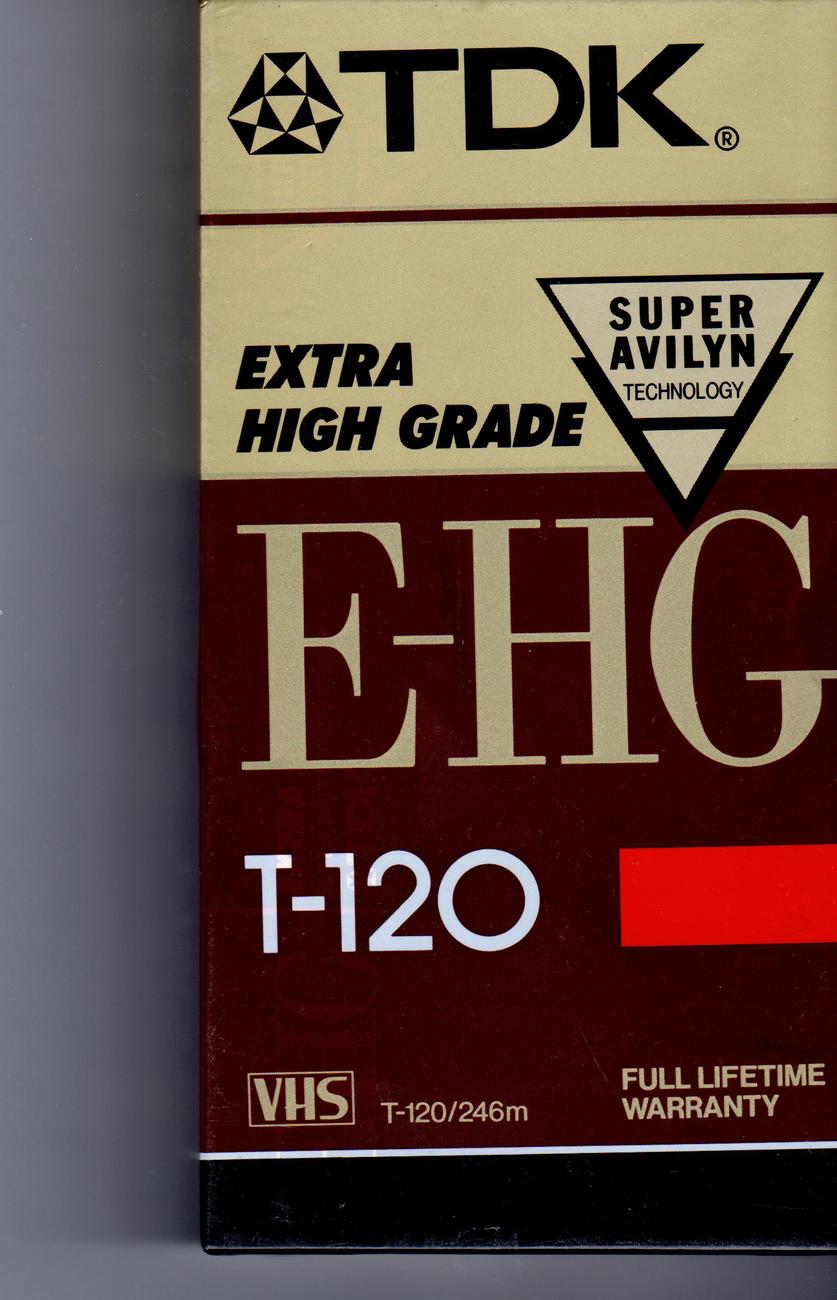 TDK®
SUPER
AVILYN
TECHNOLOGY
EXTRA
HIGH GRADE
E-HG
T-120
VHS
T-120/246m
FULL LIFETIME
WARRANTY